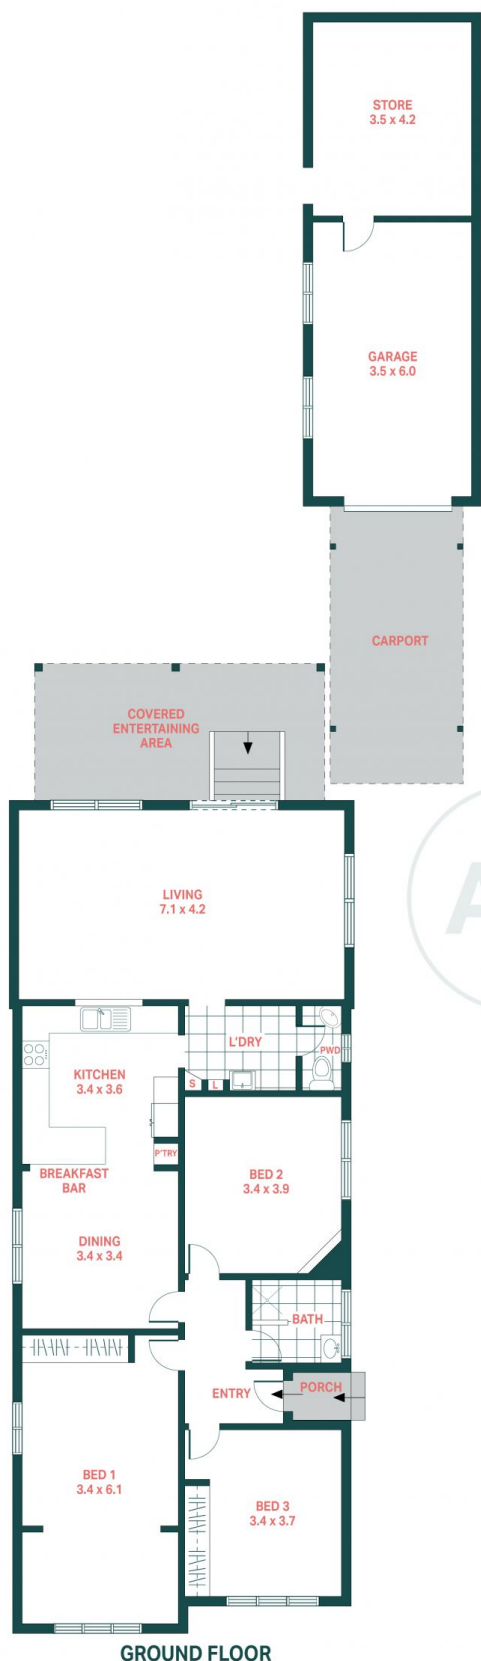 STORE
3.5 x 4.2
GARAGE
3.5 x 6.0
CARPORT
COVERED
ENTERTAINING
AREA
LIVING
7.1 x 4.2
L'DRY
PWD
KITCHEN
3.4 x 3.6
S
L
P'TRY
BREAKFAST
BAR
BED 2
3.4 x 3.9
DINING
3.4 x 3.4
BATH
ENTRY
PORCH
BED 1
3.4 x 6.1
BED 3
3.4 x 3.7
GROUND FLOOR
A